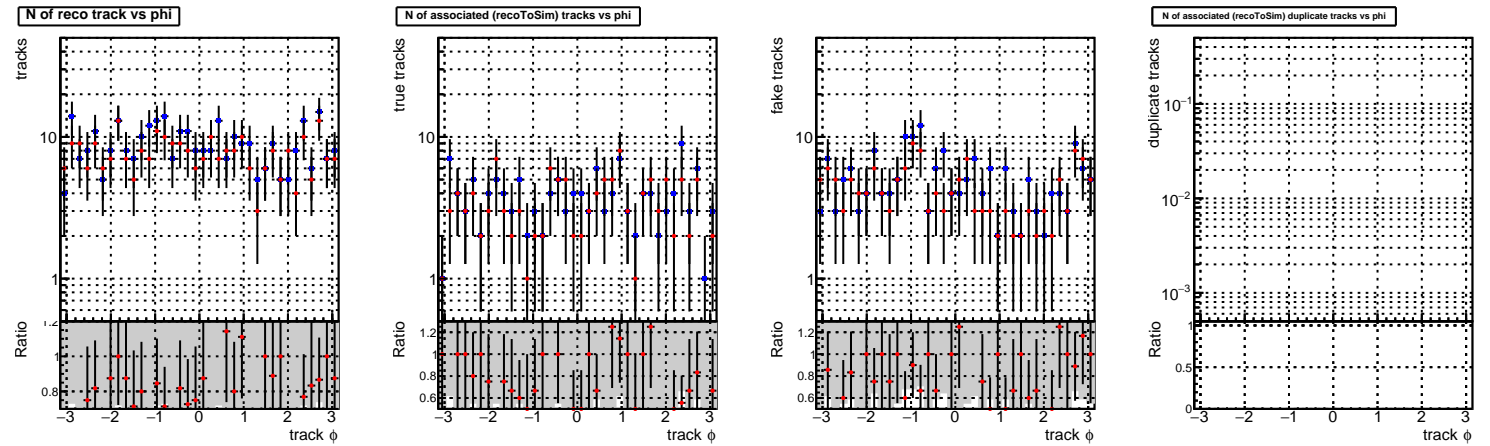 N of reco track vs phi
tracks
10
1
Ratio
1.2
1
0.8
−3 −2 −1 0 1 2 3
track ϕ
N of associated (recoToSim) tracks vs phi
true tracks
10
1
Ratio
1.2
1
0.8
0.6
−3 −2 −1 0 1 2 3
track ϕ
fake tracks
10
1
Ratio
1.2
1
0.8
0.6
−3 −2 −1 0 1 2 3
track ϕ
N of associated (recoToSim) duplicate tracks vs phi
duplicate tracks
10−1
10−2
10−3
Ratio
1
0.5
0
−3 −2 −1 0 1 2 3
track ϕ